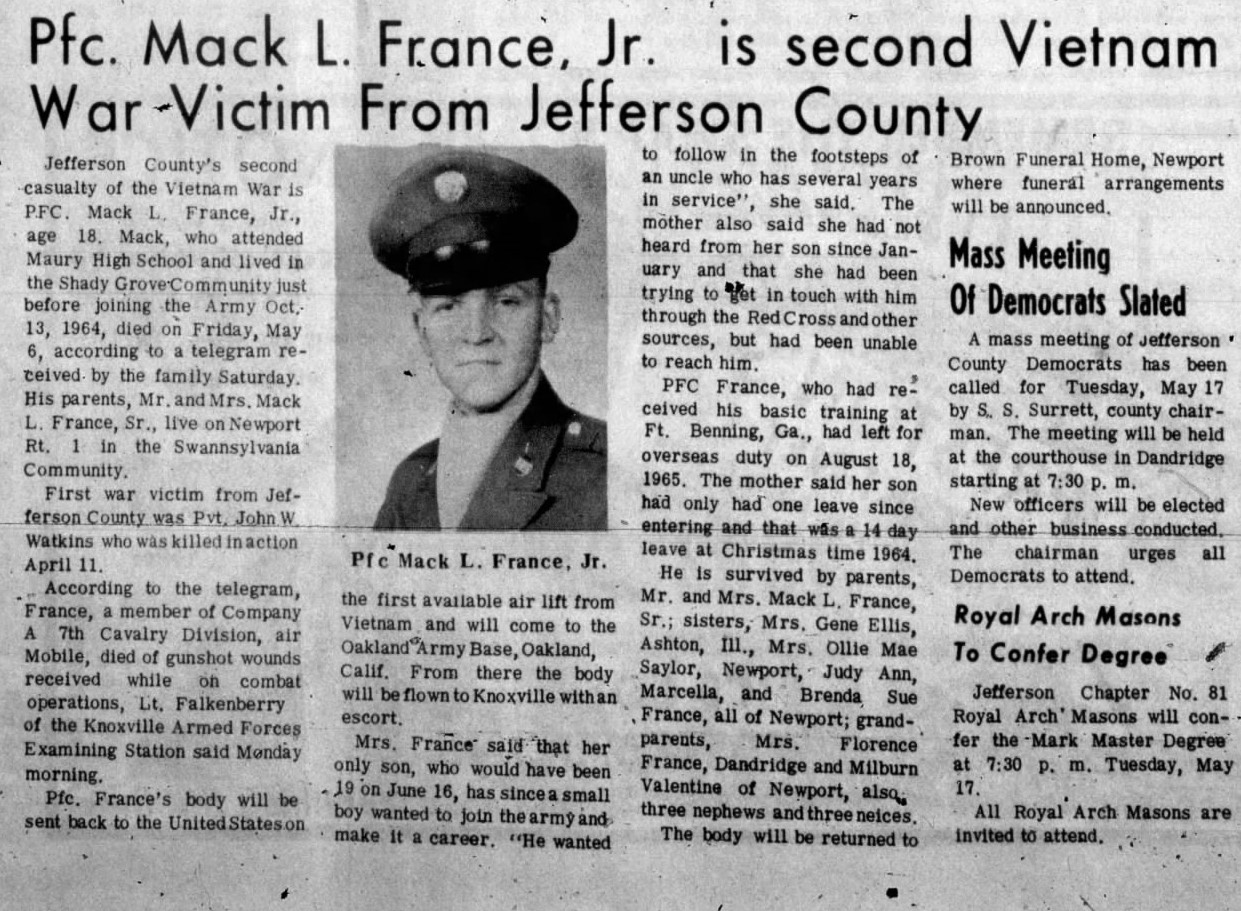 Pfc. Mack L. France, Jr. is second Vietnam
War Victim From Jefferson County
Jefferson County's second
casualty of the Vietnam War is
PFC. Mack L. France, Jr.,
age 18. Mack, who attended
Maury High School and lived in
the Shady Grove Community just
before joining the Army Oct.
13, 1964, died on Friday, May
6, according to a telegram re-
ceived by the family Saturday.
His parents, Mr. and Mrs. Mack
L. France, Sr., live on Newport
Rt. 1 in the Swannsylvania
Community.
First war victim from Jef-
ferson County was Pvt. John W.
Watkins who was killed in action
April 11.
According to the telegram,
France, a member of Company
A 7th Cavalry Division, air
Mobile, died of gunshot wounds
received while on combat
operations, Lt. Falkenberry
of the Knoxville Armed Forces
Examining Station said Monday
morning.
Pfc. France's body will be
sent back to the United States on
Pfc Mack L. France, Jr.
the first available air lift from
Vietnam and will come to the
Oakland Army Base, Oakland,
Calif. From there the body
will be flown to Knoxville with an
escort.
Mrs. France said that her
only son, who would have been
19 on June 16, has since a small
boy wanted to join the army and
make it a career. "He wanted
to follow in the footsteps of
an uncle who has several years
in service", she said. The
mother also said she had not
heard from her son since Jan-
uary and that she had been
trying to get in touch with him
through the Red Cross and other
sources, but had been unable
to reach him.
PFC France, who had re-
ceived his basic training at
Ft. Benning, Ga., had left for
overseas duty on August 18,
1965. The mother said her son
had only had one leave since
entering and that was a 14 day
leave at Christmas time 1964.
He is survived by parents,
Mr. and Mrs. Mack L. France,
Sr.; sisters, Mrs. Gene Ellis,
Ashton, Ill., Mrs. Ollie Mae
Saylor, Newport, Judy Ann,
Marcella, and Brenda Sue
France, all of Newport; grand-
parents, Mrs. Florence
France, Dandridge and Milburn
Valentine of Newport, also,
three nephews and three neices.
The body will be returned to
Brown Funeral Home, Newport
where funeral arrangements
will be announced.
Mass Meeting
Of Democrats Slated
A mass meeting of Jefferson
County Democrats has been
called for Tuesday, May 17
by S. S. Surrett, county chair-
man. The meeting will be held
at the courthouse in Dandridge
starting at 7:30 p. m.
New officers will be elected
and other business conducted.
The chairman urges all
Democrats to attend.
Royal Arch Masons
To Confer Degree
Jefferson Chapter No. 81
Royal Arch Masons will con-
fer the Mark Master Degree
at 7:30 p. m. Tuesday, May
17.
All Royal Arch Masons are
invited to attend.